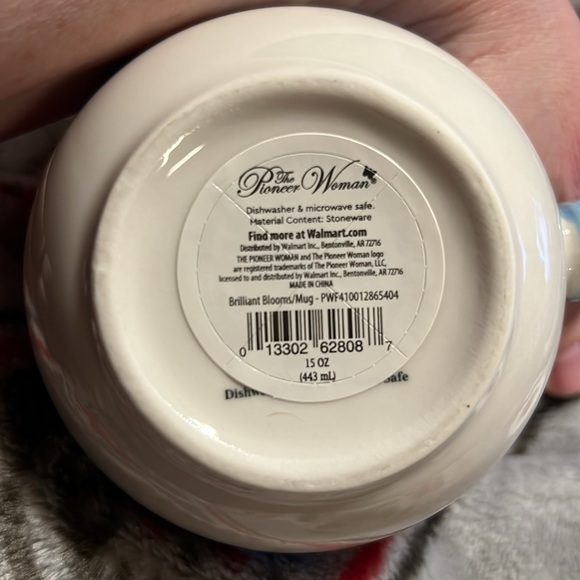 The
Pioneer Woman®
Dishwasher & microwave safe.
Material Content: Stoneware
Find more at Walmart.com
Distributed by Walmart Inc., Bentonville, AR 72716
THE PIONEER WOMAN and The Pioneer Woman logo
are registered trademarks of The Pioneer Woman, LLC,
licensed to and distributed by Walmart Inc., Bentonville, AR 72716
MADE IN CHINA
Brilliant Blooms/Mug - PWF410012865404
0 13302 62808 7
15 OZ
(443 mL)
Safe